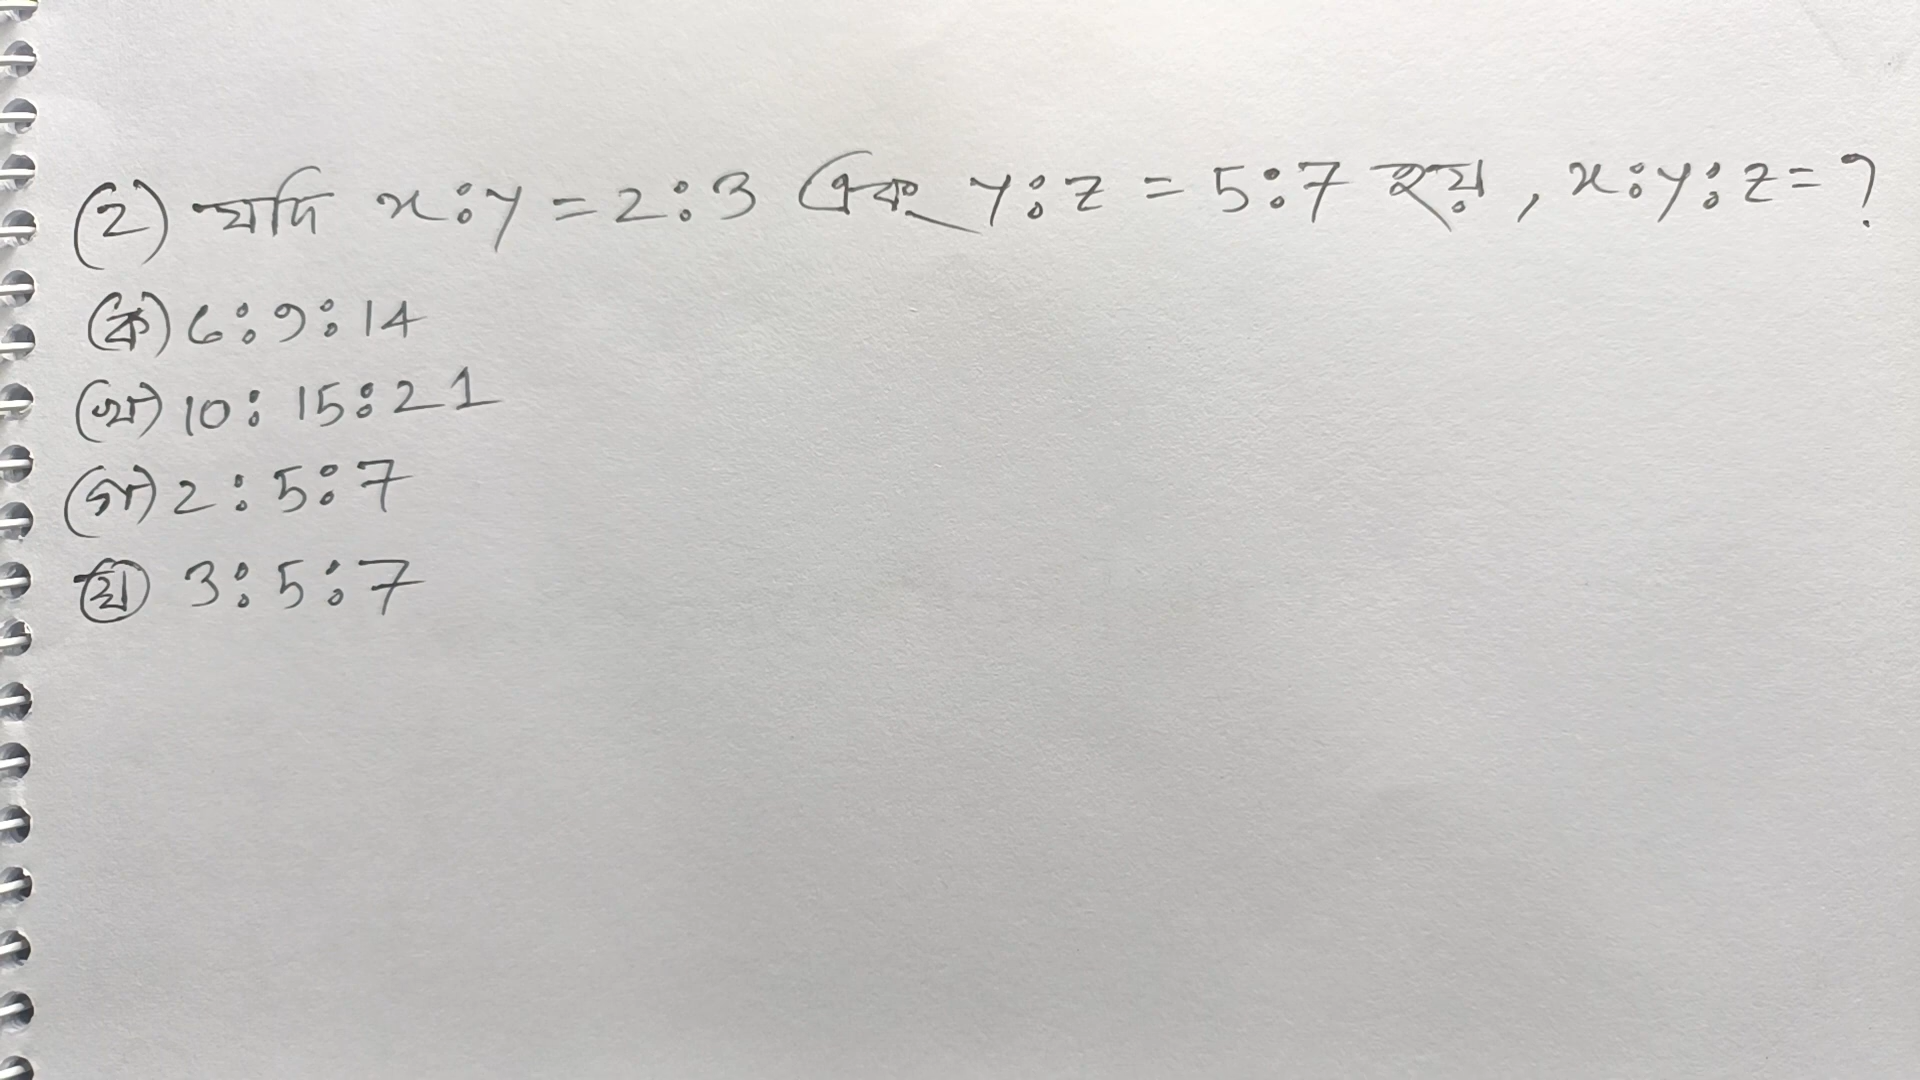 (2) যদি x:y = 2:3 এবং y:z = 5:7 হয়, x:y:z = ?
(ক) 6:9:14
(খ) 10:15:21
(গ) 2:5:7
(ঘ) 3:5:7